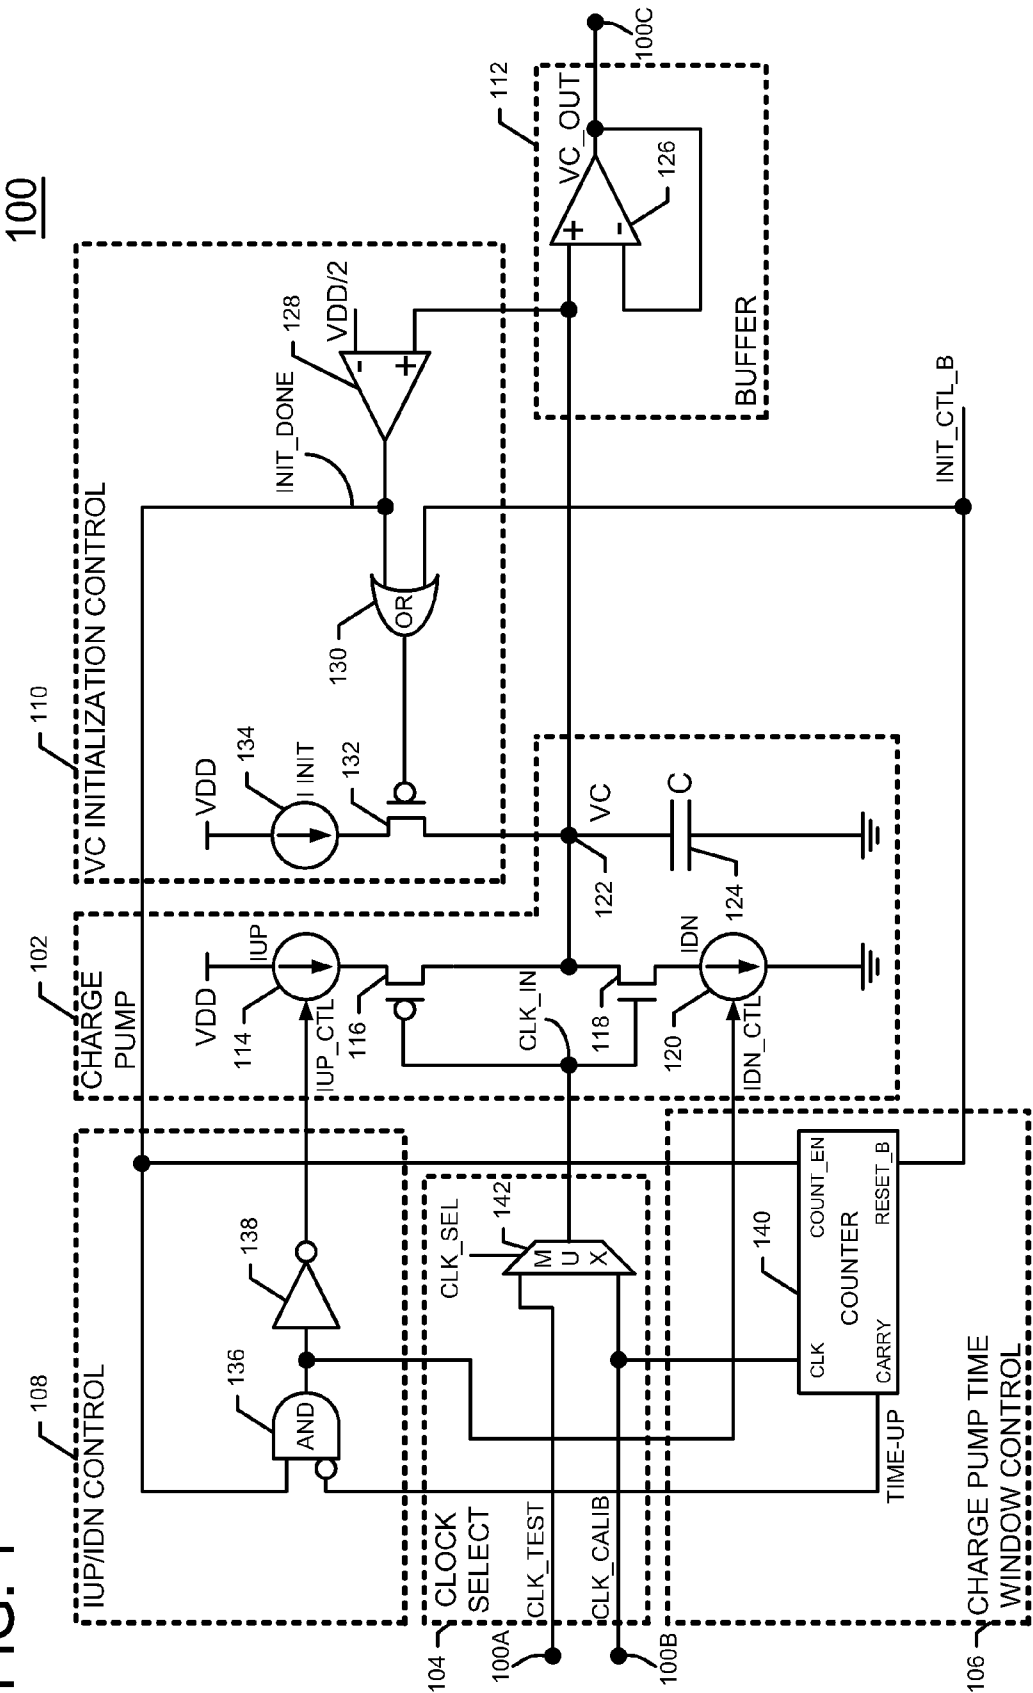 FIG. 1
100
IUP/IDN CONTROL
108
136
AND
138
CHARGE
PUMP
102
VDD
IUP
114
IUP_CTL
116
CLK_IN
118
IDN
120
IDN_CTL
122
VC
C
124
VC INITIALIZATION CONTROL
110
VDD
134
I INIT
132
130
OR
INIT_DONE
128
VDD/2
-
+
112
VC_OUT
+
-
126
BUFFER
100C
INIT_CTL_B
104
CLOCK
SELECT
CLK_TEST
CLK_CALIB
100A
100B
CLK_SEL
142
M
U
X
106
CHARGE PUMP TIME
WINDOW CONTROL
TIME-UP
140
CLK
COUNT_EN
COUNTER
CARRY
RESET_B